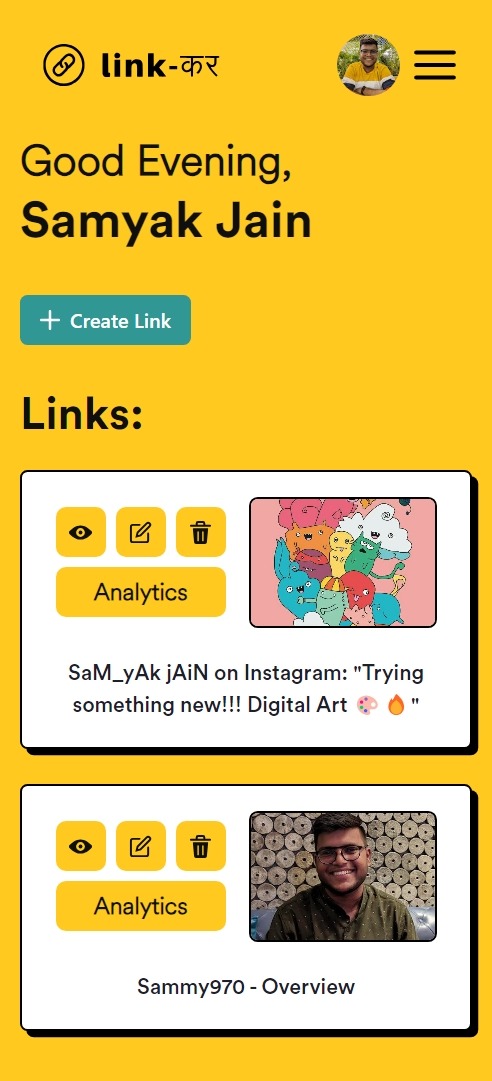 link-कर
Good Evening,
Samyak Jain
Create Link
Links:
Analytics
SaM_yAk jAiN on Instagram: "Trying
something new!!! Digital Art 🎨 🔥 "
Analytics
Sammy970 - Overview